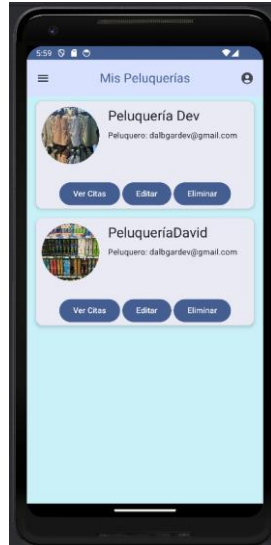 5:59
Mis Peluquerías
Peluquería Dev
Peluquero: dalbgardev@gmail.com
Ver Citas Editar Eliminar
PeluqueríaDavid
Peluquero: dalbgardev@gmail.com
Ver Citas Editar Eliminar